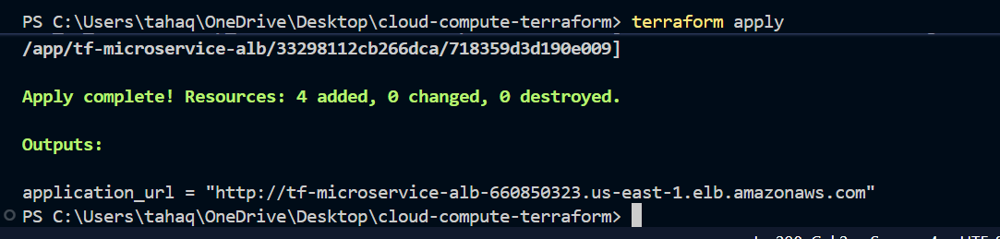 PS C:\Users\tahaq\OneDrive\Desktop\cloud-compute-terraform> terraform apply
/app/tf-microservice-alb/33298112cb266dca/718359d3d190e009]
Apply complete! Resources: 4 added, 0 changed, 0 destroyed.
Outputs:
application_url = "http://tf-microservice-alb-660850323.us-east-1.elb.amazonaws.com"
PS C:\Users\tahaq\OneDrive\Desktop\cloud-compute-terraform>